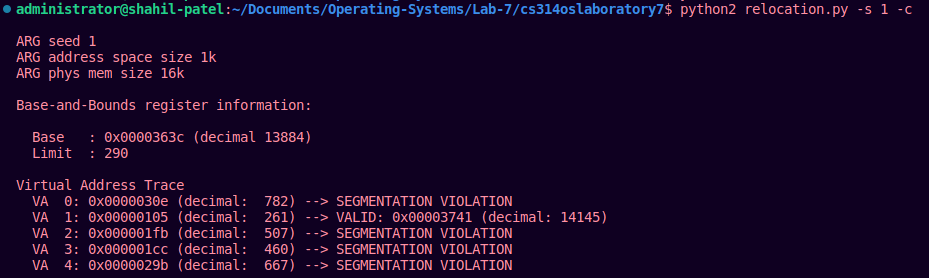 administrator@shahil-patel:~/Documents/Operating-Systems/Lab-7/cs314oslaboratory7$ python2 relocation.py -s 1 -c
ARG seed 1
ARG address space size 1k
ARG phys mem size 16k
Base-and-Bounds register information:
Base   : 0x0000363c (decimal 13884)
Limit  : 290
Virtual Address Trace
VA  0: 0x0000030e (decimal:  782) --> SEGMENTATION VIOLATION
VA  1: 0x00000105 (decimal:  261) --> VALID: 0x00003741 (decimal: 14145)
VA  2: 0x000001fb (decimal:  507) --> SEGMENTATION VIOLATION
VA  3: 0x000001cc (decimal:  460) --> SEGMENTATION VIOLATION
VA  4: 0x0000029b (decimal:  667) --> SEGMENTATION VIOLATION